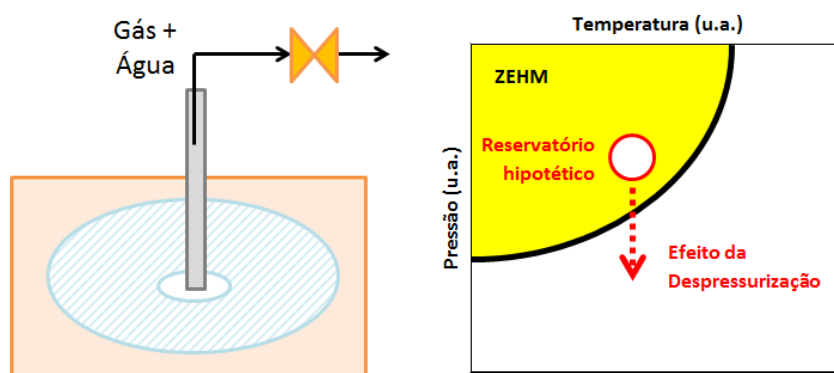 Gás +
Água
Temperatura (u.a.)
ZEHM
Pressão (u.a.)
Reservatório
hipotético
Efeito da
Despressurização